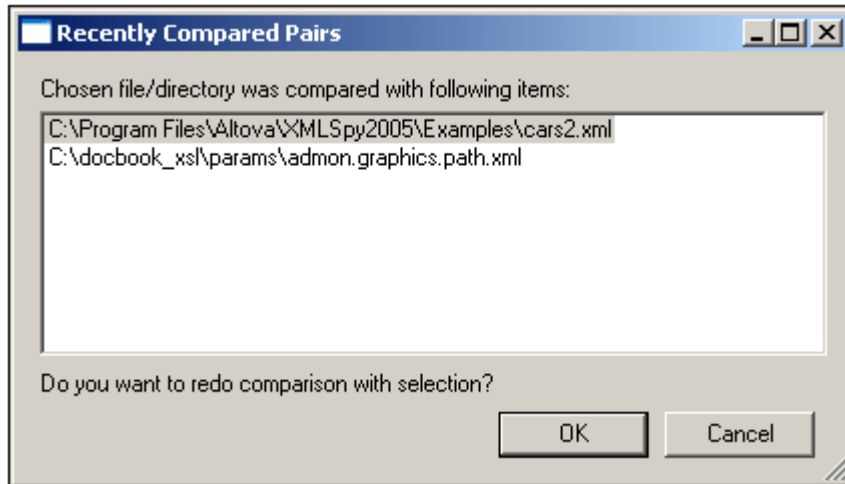 Recently Compared Pairs
Chosen file/directory was compared with following items:
C:\Program Files\Altova\XMLSpy2005\Examples\cars2.xml
C:\docbook_xsl\params\admon.graphics.path.xml
Do you want to redo comparison with selection?
OK Cancel